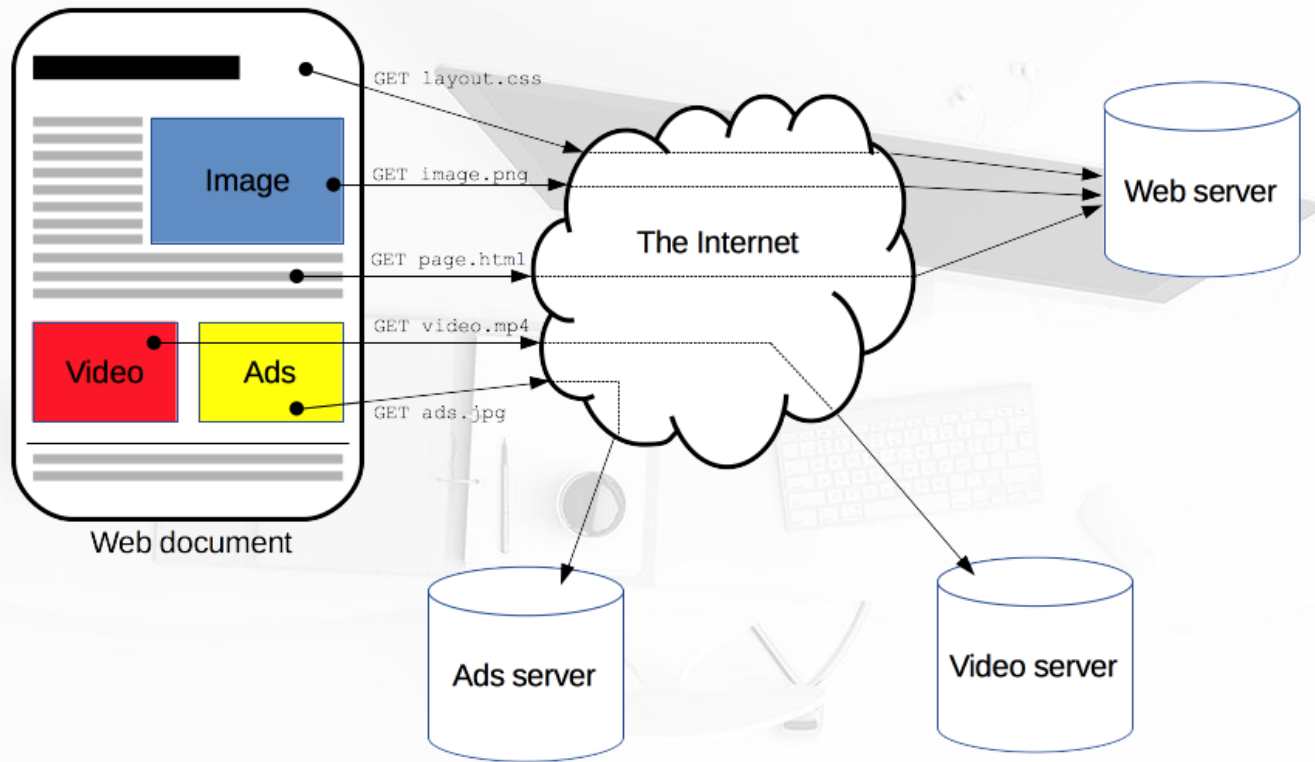 GET layout.css
Image
GET image.png
Web server
The Internet
GET page.html
GET video.mp4
Video
Ads
GET ads.jpg
Web document
Ads server
Video server